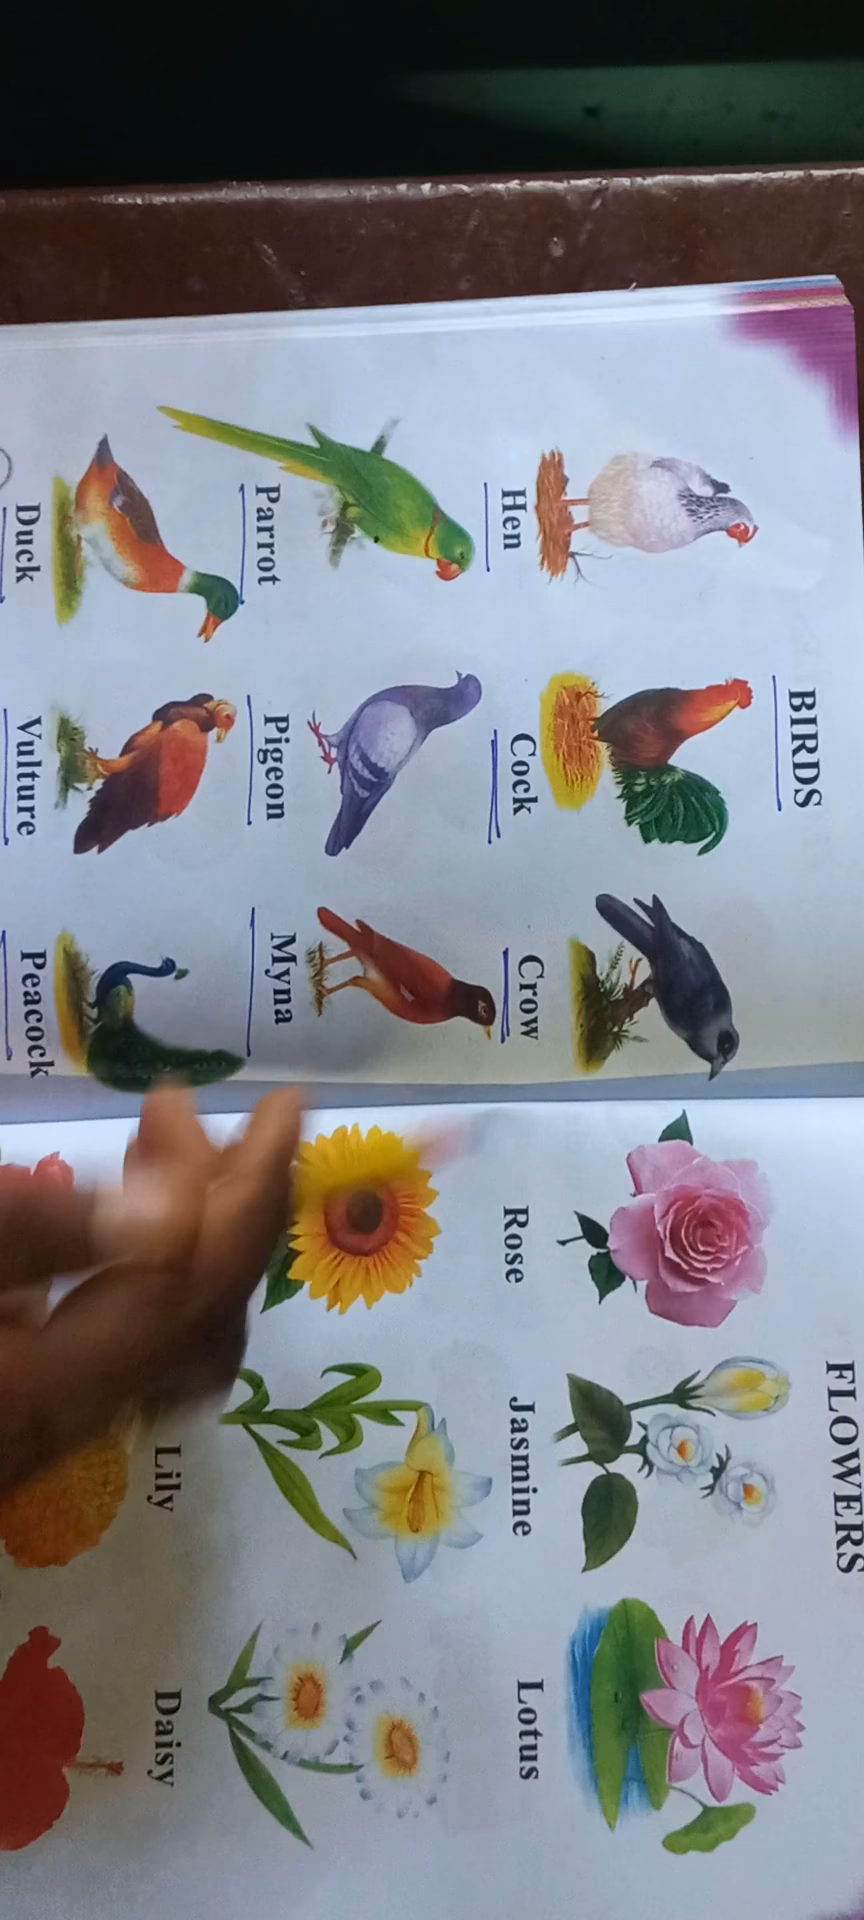 BIRDS
Hen Cock Crow
Parrot Pigeon Myna
Duck Vulture Peacock
FLOWERS
Rose Jasmine Lotus
Lily Daisy